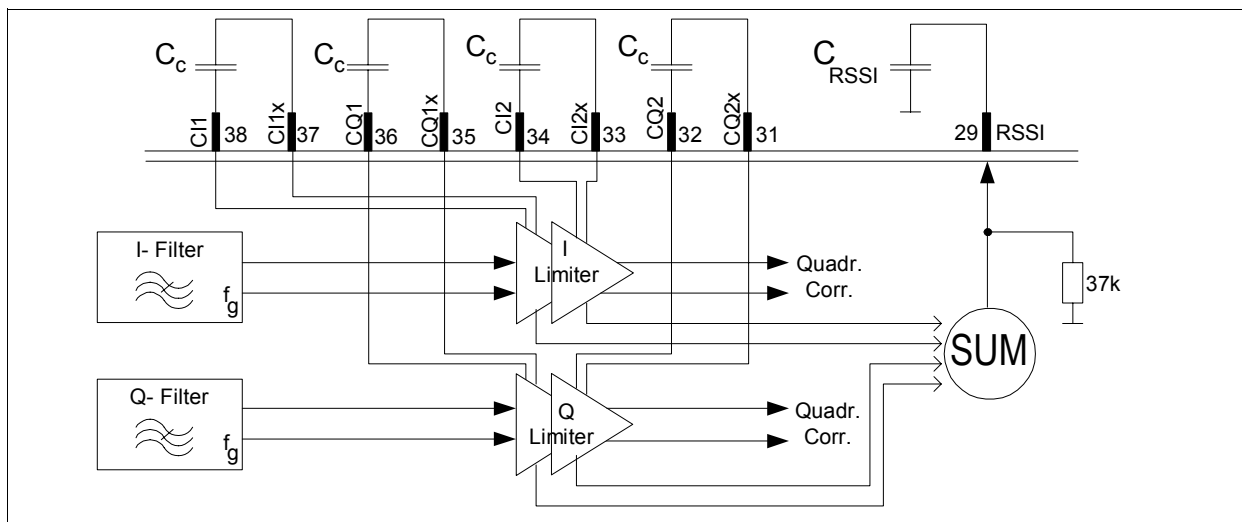 Cc Cc Cc Cc CRSSI
CI1 38 CI1x 37 CQ1 36 CQ1x 35 CI2 34 CI2x 33 CQ2 32 CQ2x 31 29 RSSI
I- Filter
fg
I
Limiter
Quadr.
Corr.
37k
SUM
Q- Filter
fg
Q
Limiter
Quadr.
Corr.